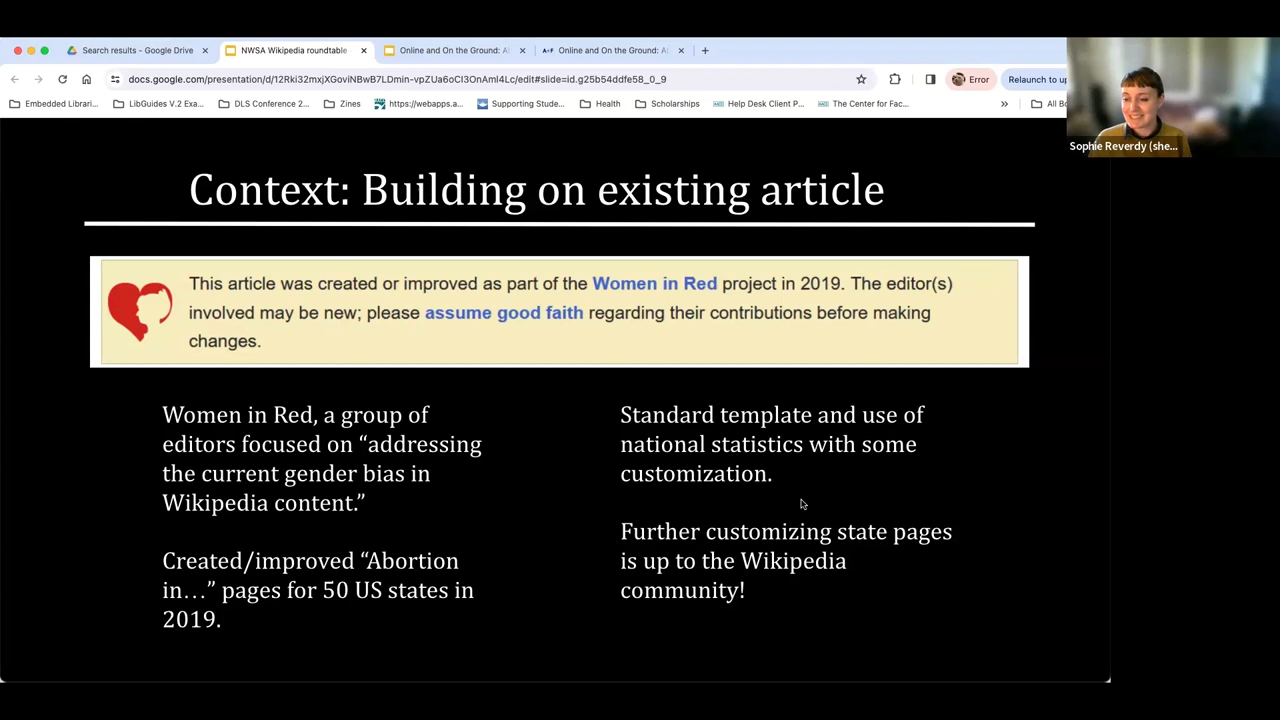 Search results - Google Drive
NWSA Wikipedia roundtable
Online and On the Ground: A
Online and On the Ground: A
docs.google.com/presentation/d/12Rki32mxjXGoviNBwB7LDmin-vpZUa6oCl3OnAml4Lc/edit#slide=id.g25b54ddfe58_0_9
Error
Relaunch to up
Embedded Librari...
LibGuides V.2 Exa...
DLS Conference 2...
Zines
https://webapps.a...
Supporting Stude...
Health
Scholarships
Help Desk Client P...
The Center for Fac...
All Bo
Sophie Reverdy (she...
Context: Building on existing article
This article was created or improved as part of the Women in Red project in 2019. The editor(s)
involved may be new; please assume good faith regarding their contributions before making
changes.
Women in Red, a group of
editors focused on “addressing
the current gender bias in
Wikipedia content.”
Created/improved “Abortion
in…” pages for 50 US states in
2019.
Standard template and use of
national statistics with some
customization.
Further customizing state pages
is up to the Wikipedia
community!